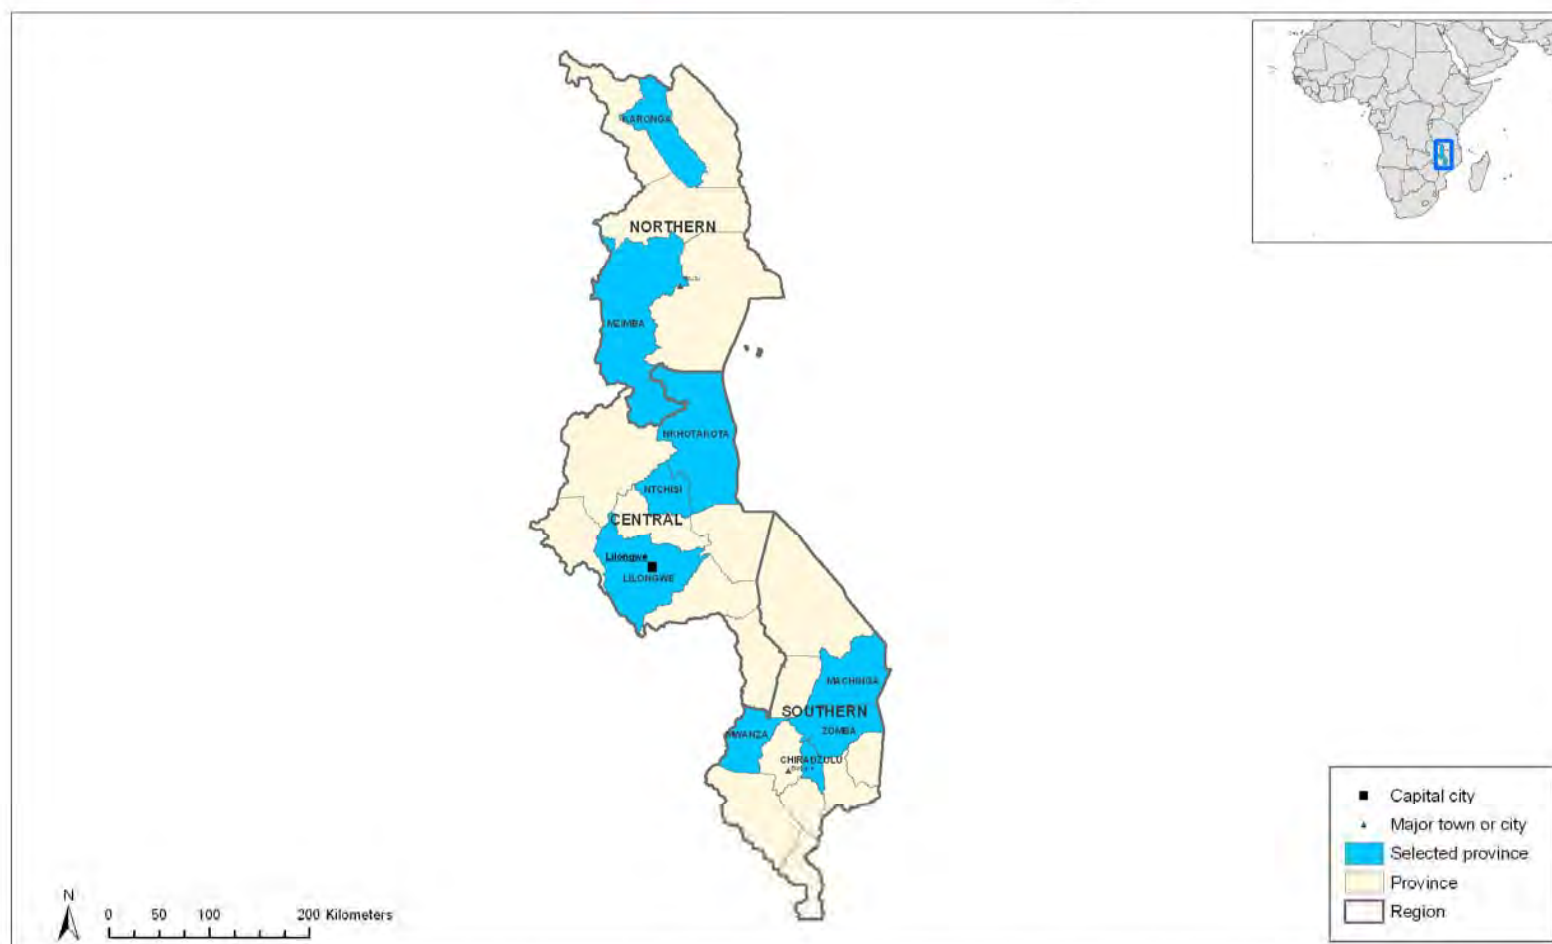 KARONGA
NORTHERN
MZIMBA
NKHOTAKOTA
NTCHISI
CENTRAL
Lilongwe
LILONGWE
MACHINGA
SOUTHERN
MWANZA
ZOMBA
CHIRADZULU
Capital city
Major town or city
Selected province
Province
Region
N
0 50 100 200 Kilometers